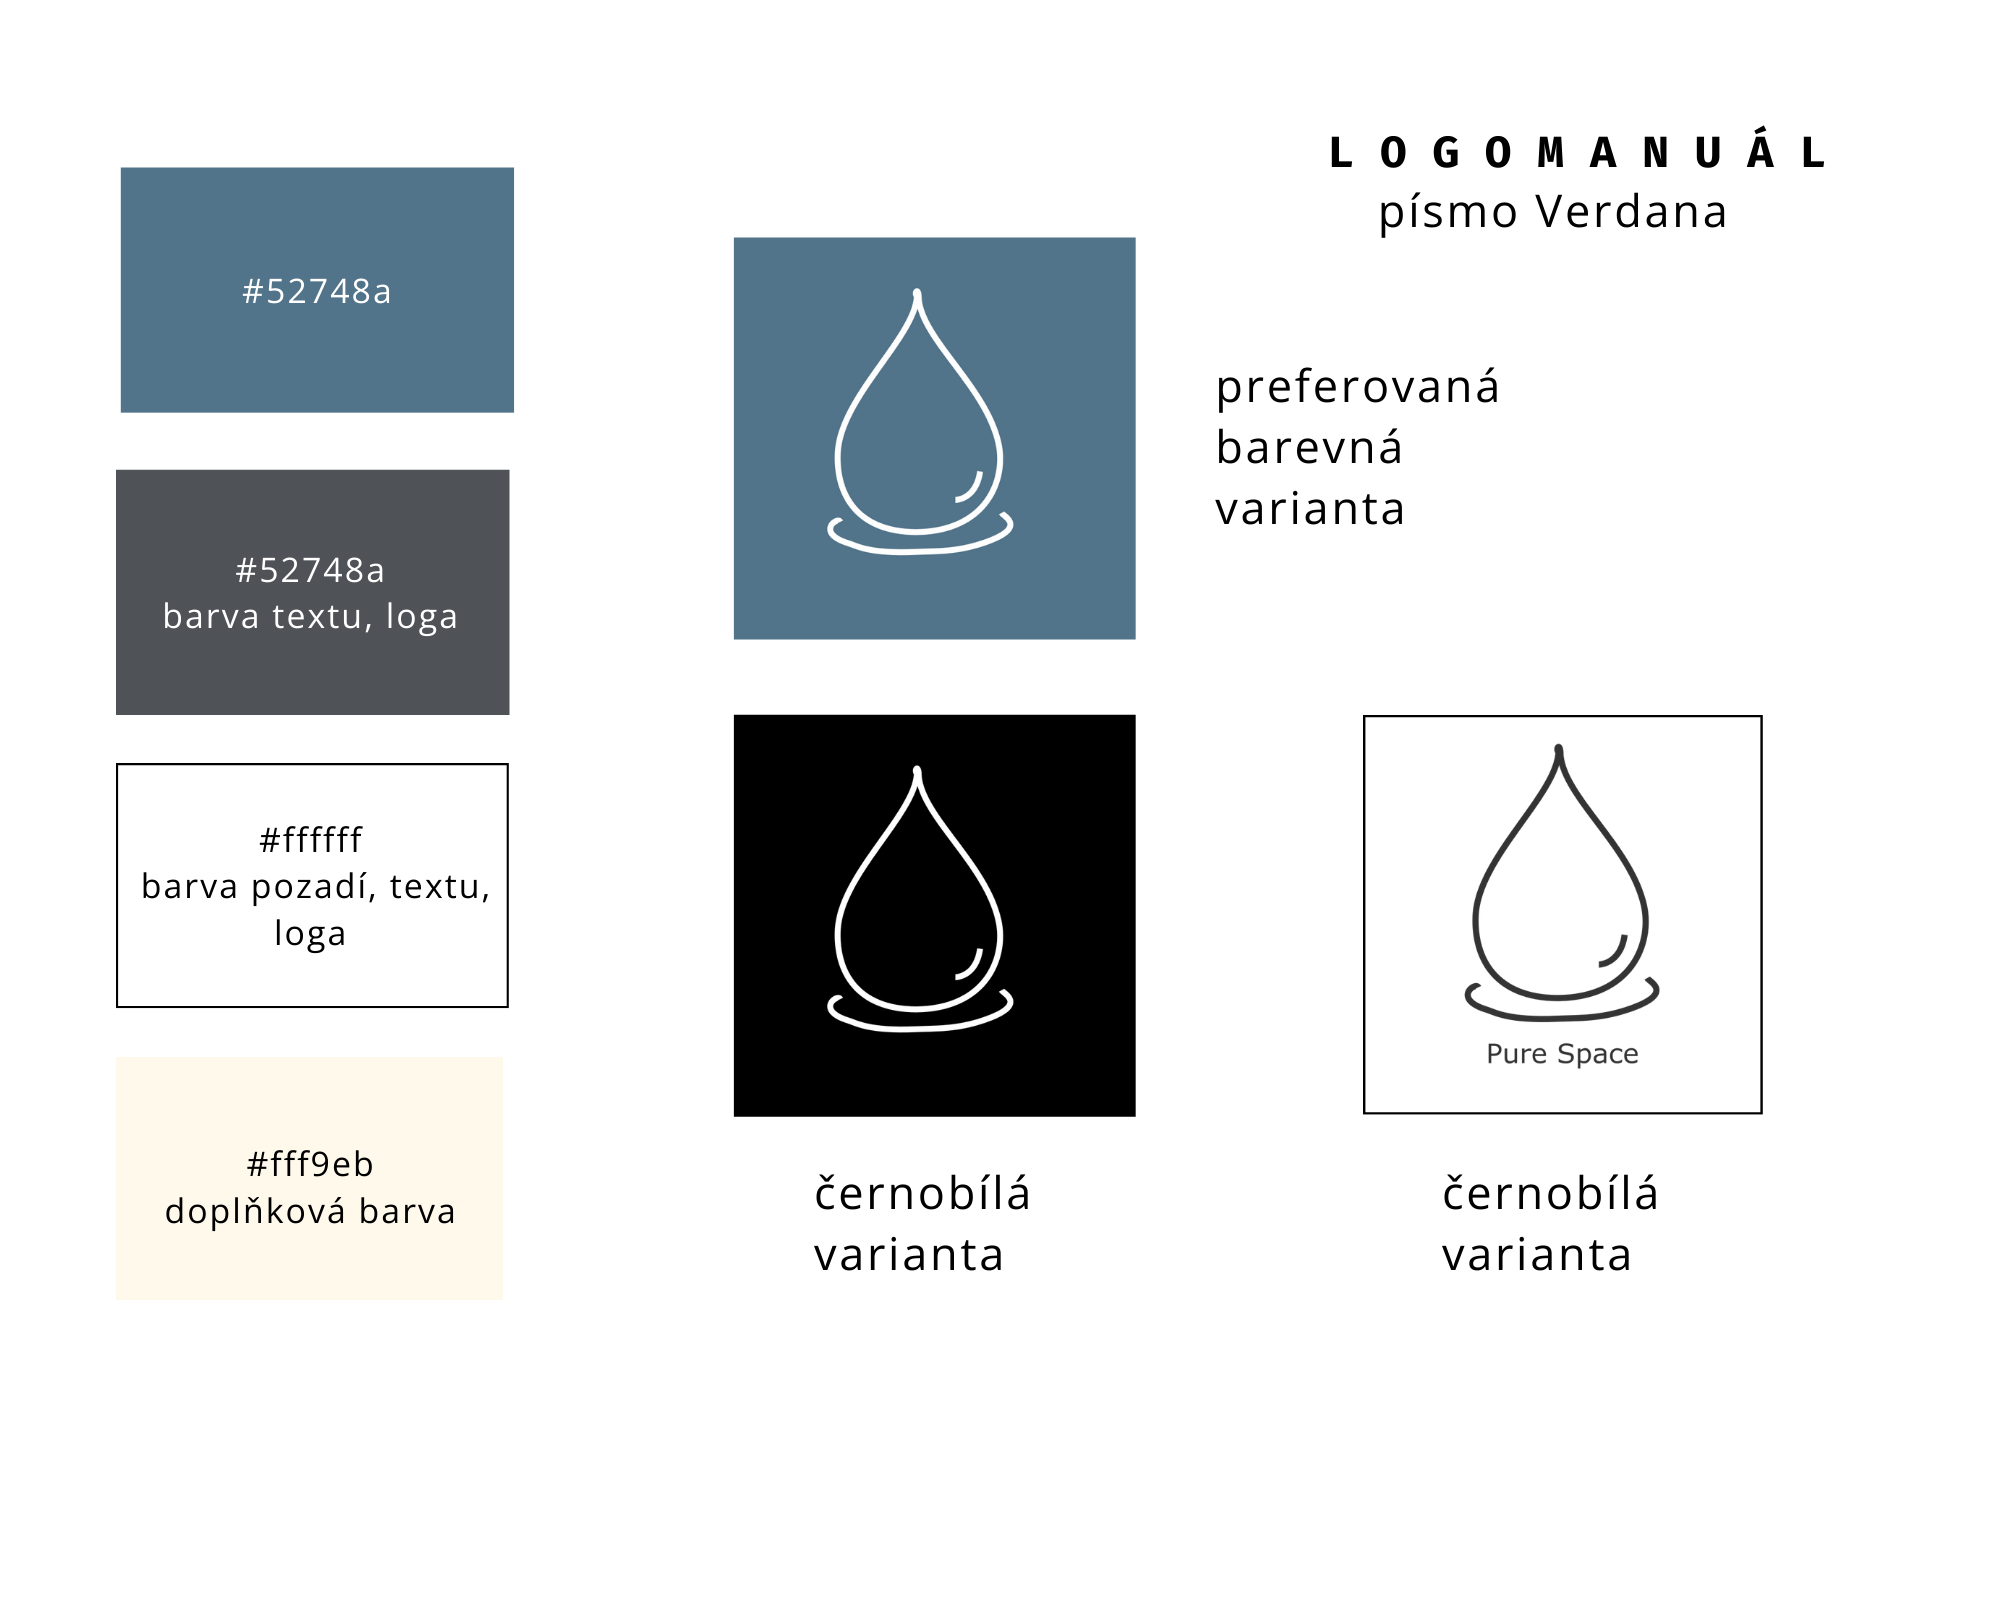 LOGOMANUÁL
písmo Verdana
#52748a
preferovaná
barevná
varianta
#52748a
barva textu, loga
#ffffff
barva pozadí, textu,
loga
Pure Space
#fff9eb
doplňková barva
černobílá
varianta
černobílá
varianta